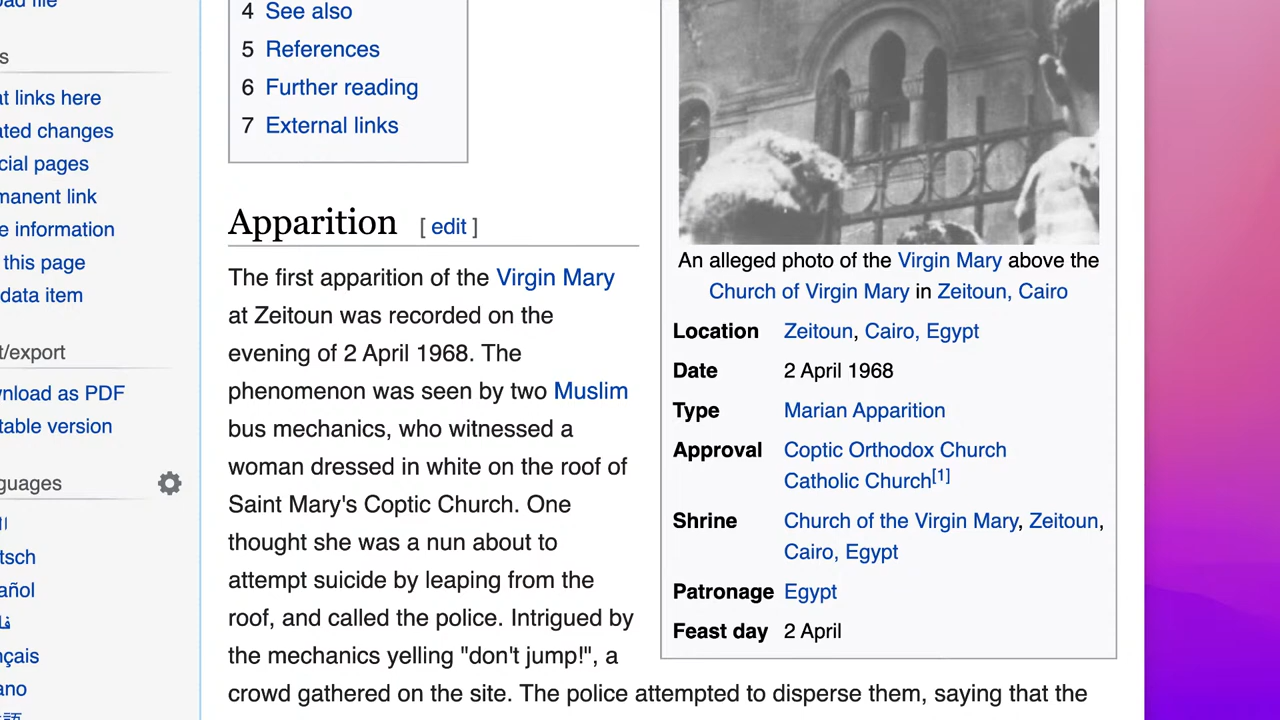 s
at links here
ated changes
cial pages
manent link
e information
this page
data item
t/export
wnload as PDF
table version
guages
tsch
añol
nçais
ano
4 See also
5 References
6 Further reading
7 External links
Apparition [ edit ]
The first apparition of the Virgin Mary
at Zeitoun was recorded on the
evening of 2 April 1968. The
phenomenon was seen by two Muslim
bus mechanics, who witnessed a
woman dressed in white on the roof of
Saint Mary's Coptic Church. One
thought she was a nun about to
attempt suicide by leaping from the
roof, and called the police. Intrigued by
the mechanics yelling "don't jump!", a
crowd gathered on the site. The police attempted to disperse them, saying that the
An alleged photo of the Virgin Mary above the
Church of Virgin Mary in Zeitoun, Cairo
Location Zeitoun, Cairo, Egypt
Date 2 April 1968
Type Marian Apparition
Approval Coptic Orthodox Church
Catholic Church[1]
Shrine Church of the Virgin Mary, Zeitoun,
Cairo, Egypt
Patronage Egypt
Feast day 2 April